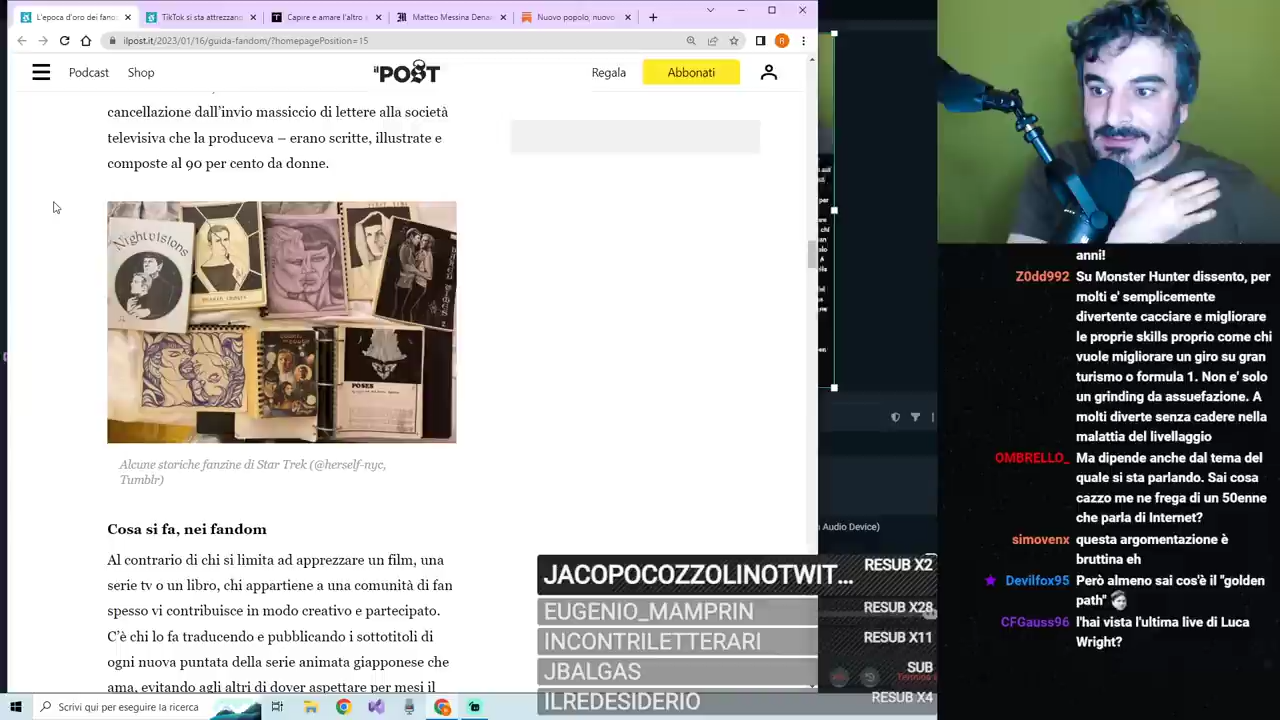 L'epoca d'oro dei fando
TikTok si sta attrezzando
Capire e amare l'altro e
Matteo Messina Dena
Nuovo popolo, nuovo
ilpost.it/2023/01/16/guida-fandom/?homepagePosition=15
Podcast
Shop
il POST
Regala
Abbonati
cancellazione dall'invio massiccio di lettere alla società
televisiva che la produceva – erano scritte, illustrate e
composte al 90 per cento da donne.
Nightvisions
POSES
Alcune storiche fanzine di Star Trek (@herself-nyc,
Tumblr)
Cosa si fa, nei fandom
Al contrario di chi si limita ad apprezzare un film, una
serie tv o un libro, chi appartiene a una comunità di fan
spesso vi contribuisce in modo creativo e partecipato.
C'è chi lo fa traducendo e pubblicando i sottotitoli di
ogni nuova puntata della serie animata giapponese che
ama, evitando agli altri di dover aspettare per mesi il
Audio Device)
JACOPOCOZZOLINOTWIT... RESUB X2
EUGENIO_MAMPRIN RESUB X28
INCONTRILETTERARI RESUB X11
JBALGAS SUB
ILREDESIDERIO RESUB X4
Scrivi qui per eseguire la ricerca
anni!
Z0dd992 Su Monster Hunter dissento, per
molti e' semplicemente
divertente cacciare e migliorare
le proprie skills proprio come chi
vuole migliorare un giro su gran
turismo o formula 1. Non e' solo
un grinding da assuefazione. A
molti diverte senza cadere nella
malattia del livellaggio
OMBRELLO_ Ma dipende anche dal tema del
quale si sta parlando. Sai cosa
cazzo me ne frega di un 50enne
che parla di Internet?
simovenx questa argomentazione è
bruttina eh
Devilfox95 Però almeno sai cos'è il "golden
path"
CFGauss96 l'hai vista l'ultima live di Luca
Wright?